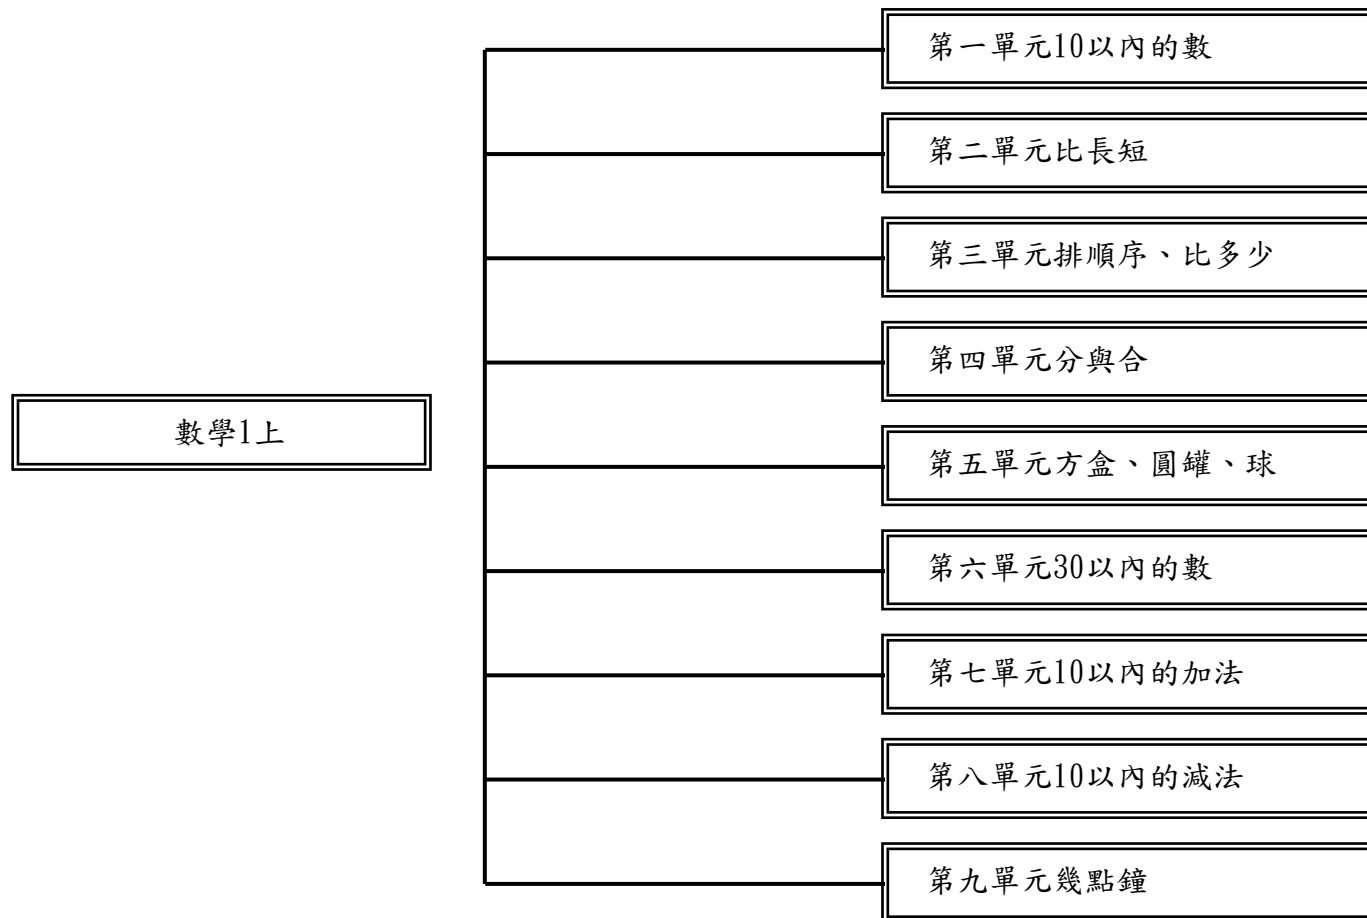 第一單元10以內的數
第二單元比長短
第三單元排順序、比多少
第四單元分與合
數學1上
第五單元方盒、圓罐、球
第六單元30以內的數
第七單元10以內的加法
第八單元10以內的減法
第九單元幾點鐘